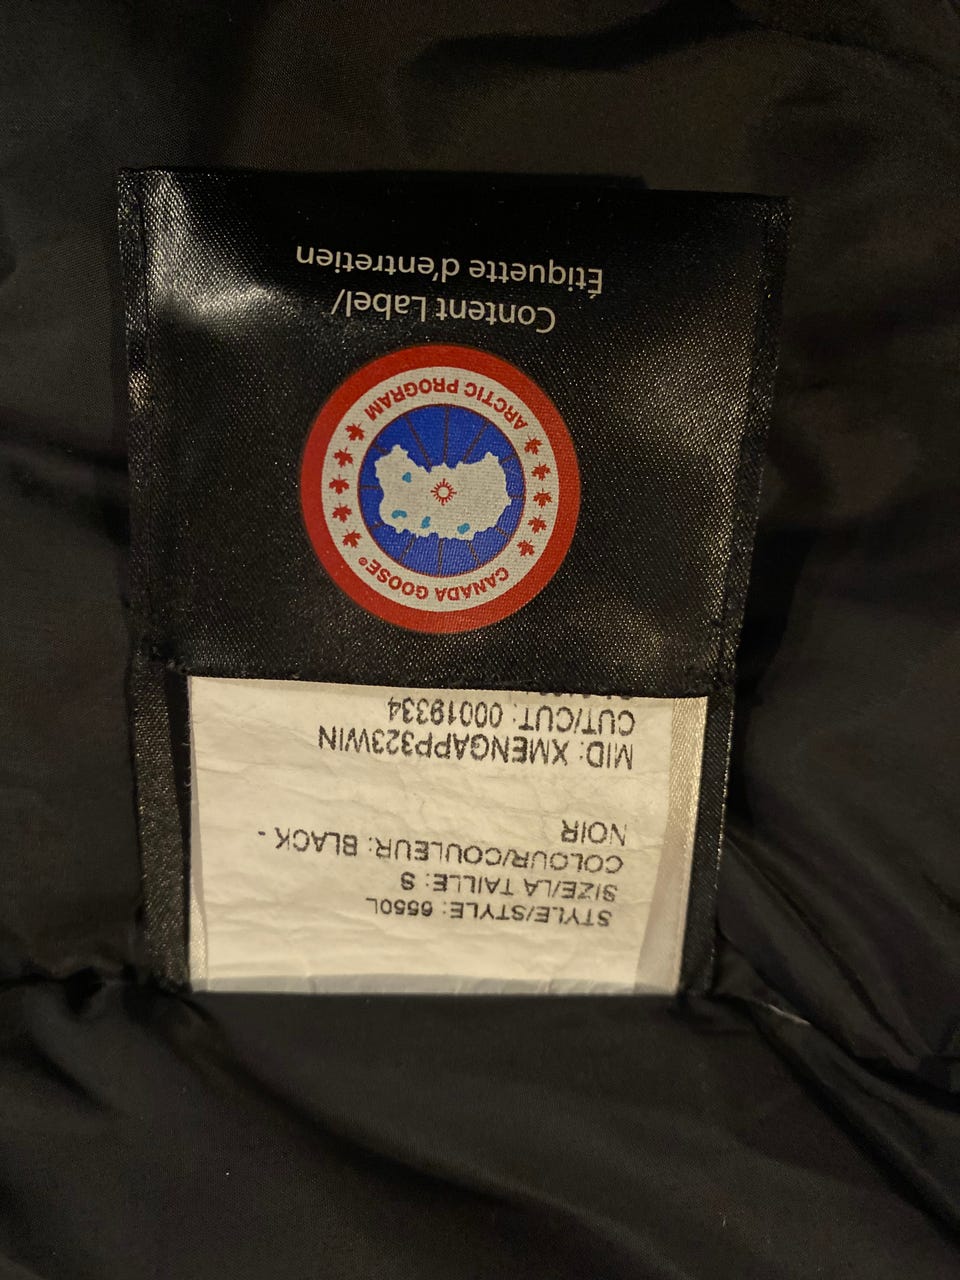 STYLE/STYLE: 6550L
SIZE/LA TAILLE: S
COLOUR/COULEUR: BLACK -
NOIR
MID: XMENGAPP323WIN
CUT/CUT: 00019334
CANADA GOOSE®
ARCTIC PROGRAM
Content Label/
Étiquette d'entretien